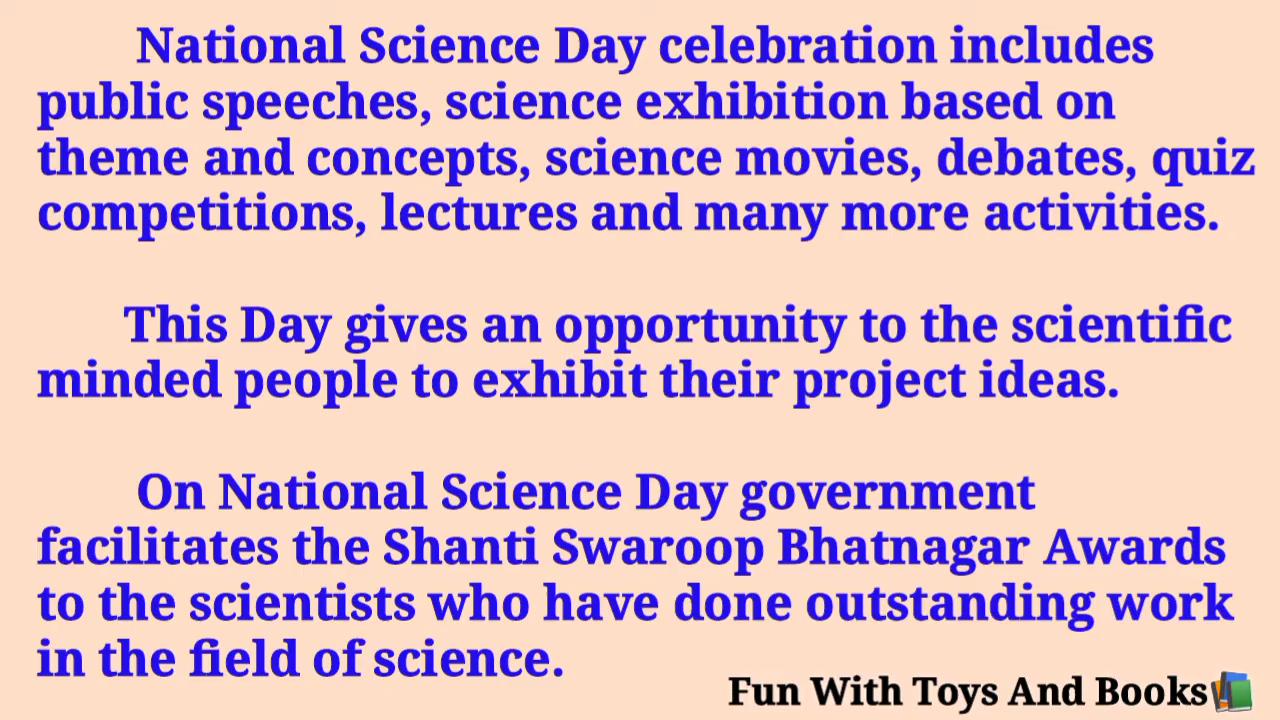 National Science Day celebration includes
public speeches, science exhibition based on
theme and concepts, science movies, debates, quiz
competitions, lectures and many more activities.
This Day gives an opportunity to the scientific
minded people to exhibit their project ideas.
On National Science Day government
facilitates the Shanti Swaroop Bhatnagar Awards
to the scientists who have done outstanding work
in the field of science.
Fun With Toys And Books